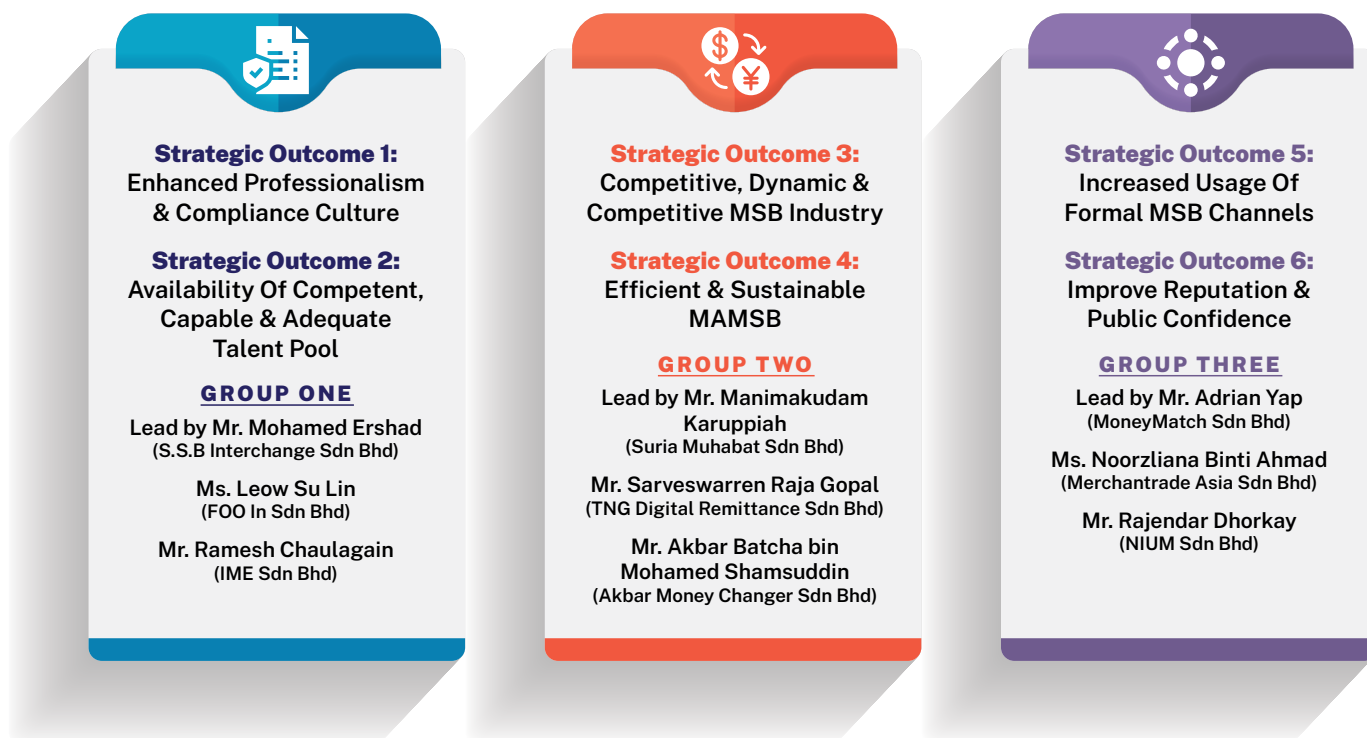 Strategic Outcome 1:
Enhanced Professionalism
& Compliance Culture
Strategic Outcome 2:
Availability Of Competent,
Capable & Adequate
Talent Pool
GROUP ONE
Lead by Mr. Mohamed Ershad
(S.S.B Interchange Sdn Bhd)
Ms. Leow Su Lin
(FOO In Sdn Bhd)
Mr. Ramesh Chaulagain
(IME Sdn Bhd)
$
¥
Strategic Outcome 3:
Competitive, Dynamic &
Competitive MSB Industry
Strategic Outcome 4:
Efficient & Sustainable
MAMSB
GROUP TWO
Lead by Mr. Manimakudam
Karuppiah
(Suria Muhabat Sdn Bhd)
Mr. Sarveswarren Raja Gopal
(TNG Digital Remittance Sdn Bhd)
Mr. Akbar Batcha bin
Mohamed Shamsuddin
(Akbar Money Changer Sdn Bhd)
Strategic Outcome 5:
Increased Usage Of
Formal MSB Channels
Strategic Outcome 6:
Improve Reputation &
Public Confidence
GROUP THREE
Lead by Mr. Adrian Yap
(MoneyMatch Sdn Bhd)
Ms. Noorzliana Binti Ahmad
(Merchantrade Asia Sdn Bhd)
Mr. Rajendar Dhorkay
(NIUM Sdn Bhd)